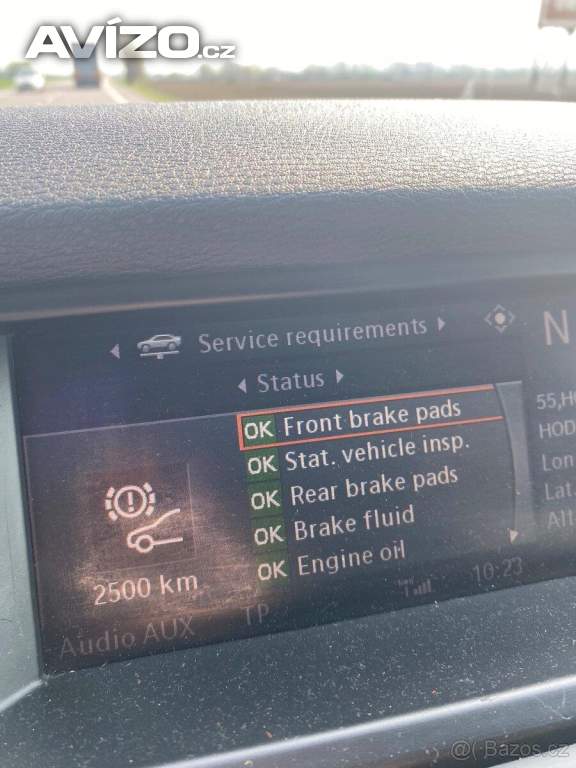 AVÍZO.cz
Service requirements
N
Status
OK Front brake pads
OK Stat. vehicle insp.
OK Rear brake pads
OK Brake fluid
OK Engine oil
2500 km
55,H
HOD
Lon
Lat.
Alt
10:23
TP
Audio AUX
@Bazos.cz